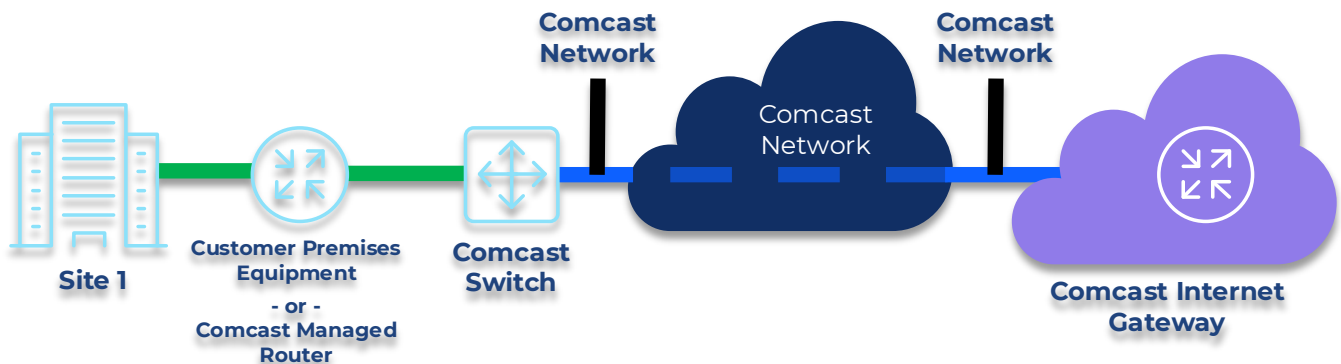 Comcast
Network
Comcast
Network
Comcast
Network
Site 1
Customer Premises
Equipment
- or -
Comcast Managed
Router
Comcast
Switch
Comcast Internet
Gateway